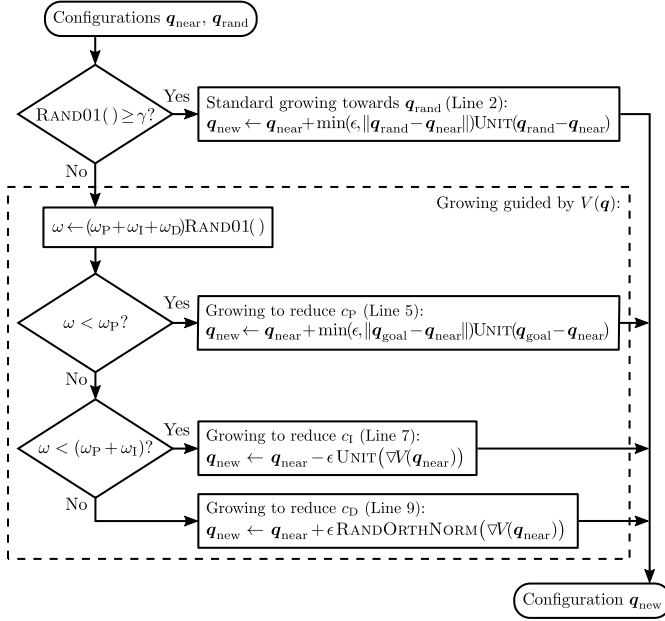 Configurations q_near, q_rand
RAND01( ) ≥ γ?
Yes
Standard growing towards q_rand (Line 2):
q_new ← q_near + min(ϵ, ‖q_rand − q_near‖)UNIT(q_rand − q_near)
No
Growing guided by V(q):
ω ← (ω_P + ω_I + ω_D)RAND01( )
ω < ω_P?
Yes
Growing to reduce c_P (Line 5):
q_new ← q_near + min(ϵ, ‖q_goal − q_near‖)UNIT(q_goal − q_near)
No
ω < (ω_P + ω_I)?
Yes
Growing to reduce c_I (Line 7):
q_new ← q_near − ϵ UNIT(∇V(q_near))
No
Growing to reduce c_D (Line 9):
q_new ← q_near + ϵ RANDORTHNORM(∇V(q_near))
Configuration q_new